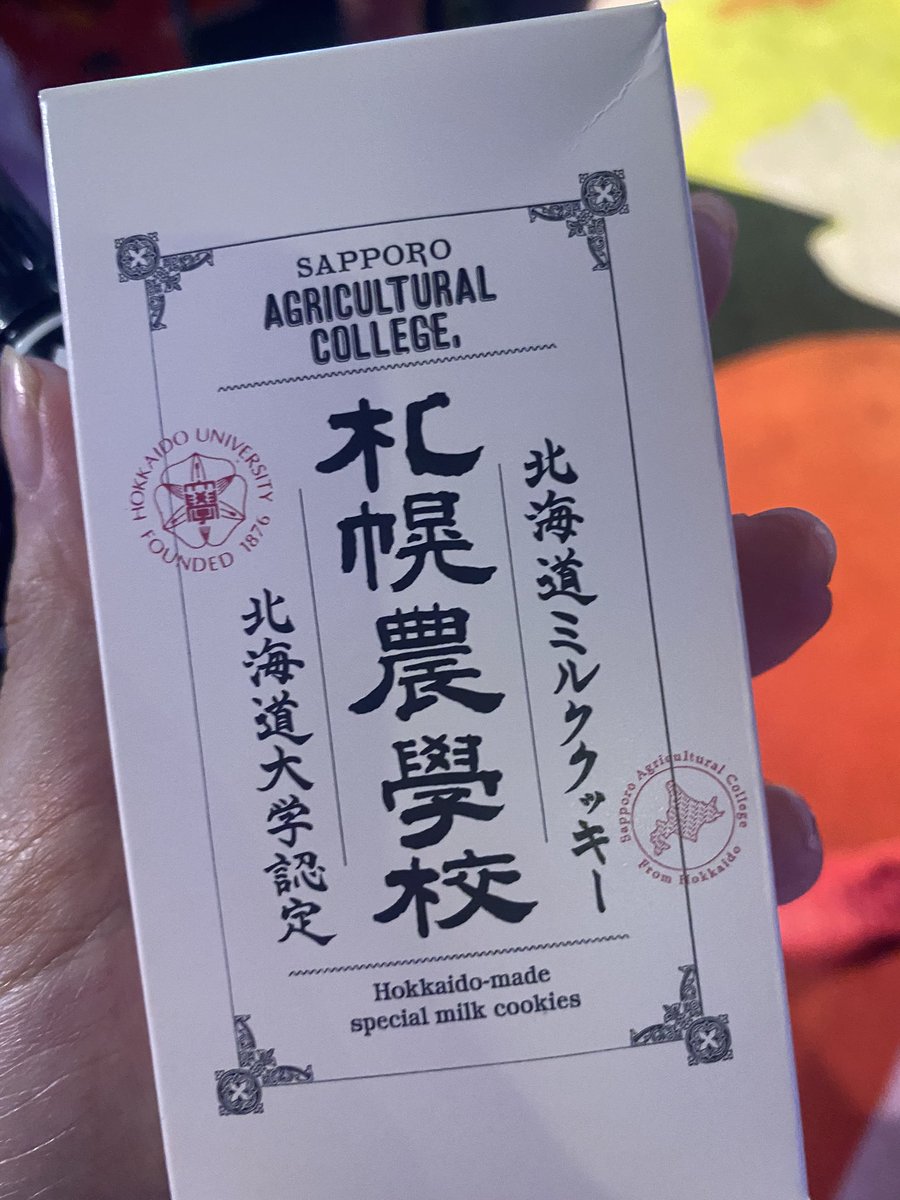 SAPPORO
AGRICULTURAL
COLLEGE.
北海道ミルククッキー
札幌農學校
北海道大学認定
HOKKAIDO UNIVERSITY
FOUNDED 1876
Sapporo Agricultural College
From Hokkaido
Hokkaido-made
special milk cookies